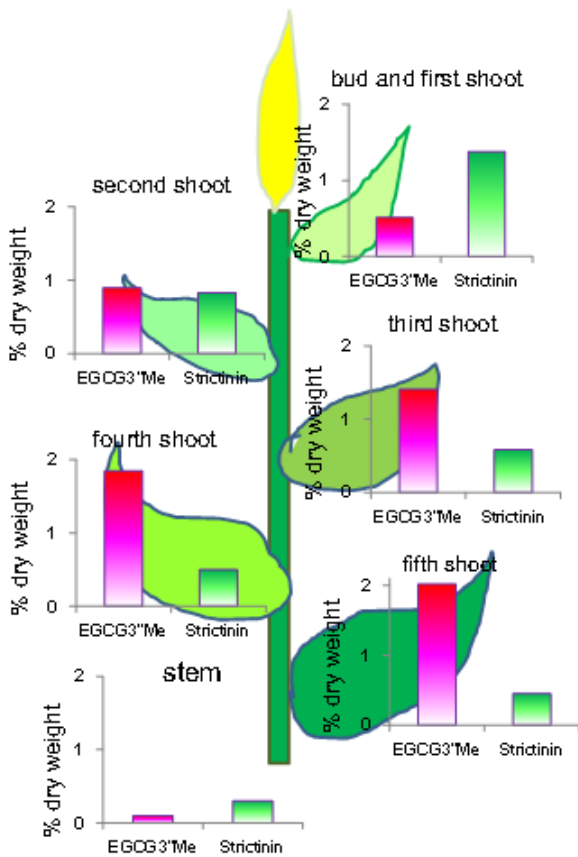 bud and first shoot
% dry weight
2
1
0
EGCG3"Me Strictinin
second shoot
% dry weight
2
1
0
EGCG3"Me Strictinin
third shoot
% dry weight
2
1
0
EGCG3"Me Strictinin
fourth shoot
% dry weight
2
1
0
EGCG3"Me Strictinin
fifth shoot
% dry weight
2
1
0
EGCG3"Me Strictinin
stem
% dry weight
2
1
0
EGCG3"Me Strictinin